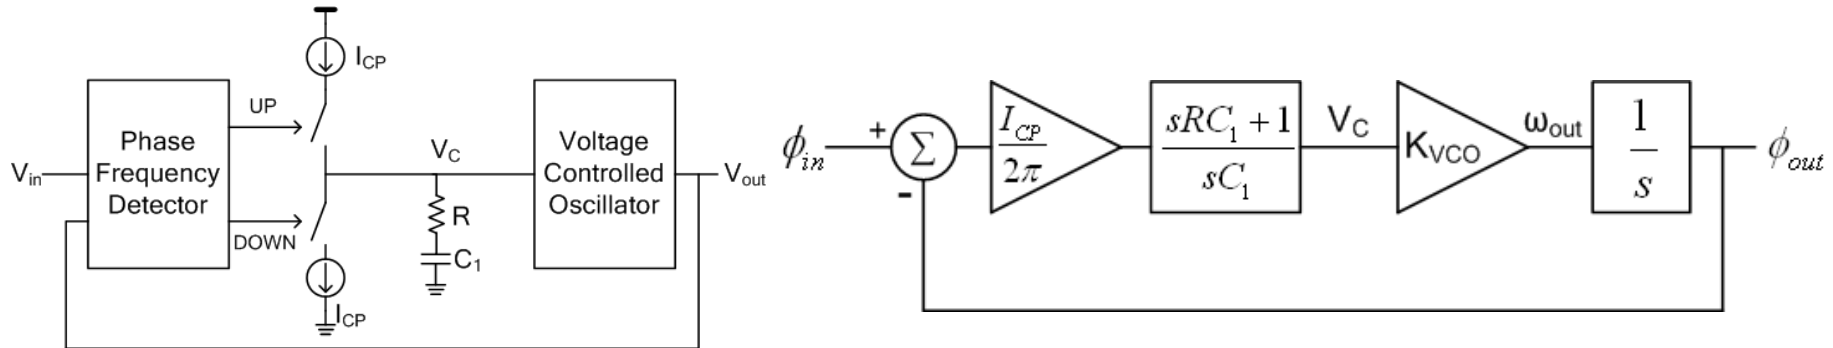 I_CP
UP
Phase
Frequency
Detector
V_in
V_C
Voltage
Controlled
Oscillator
V_out
R
DOWN
C_1
I_CP
ϕ_in
+
Σ
-
I_CP
2π
sRC_1 + 1
sC_1
V_C
K_VCO
ω_out
1
s
ϕ_out